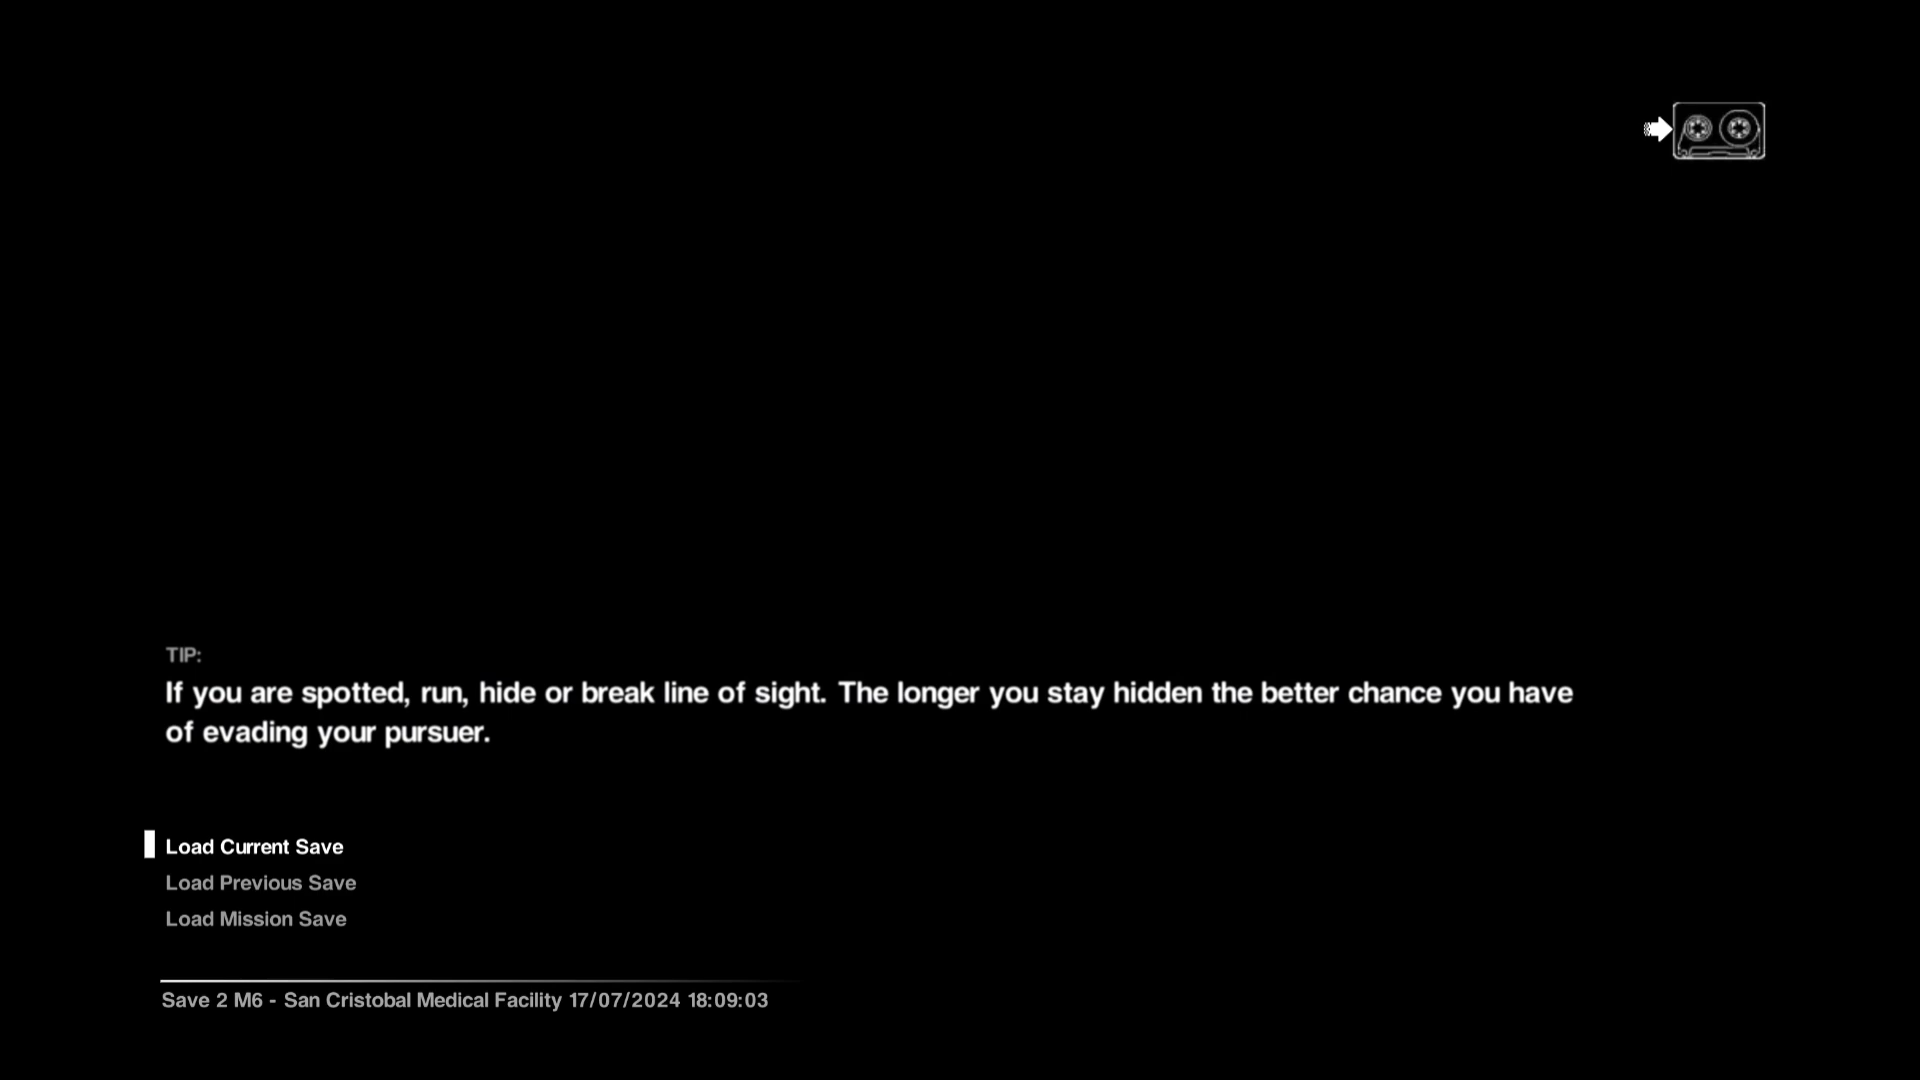 TIP:
If you are spotted, run, hide or break line of sight. The longer you stay hidden the better chance you have
of evading your pursuer.
Load Current Save
Load Previous Save
Load Mission Save
Save 2 M6 - San Cristobal Medical Facility 17/07/2024 18:09:03